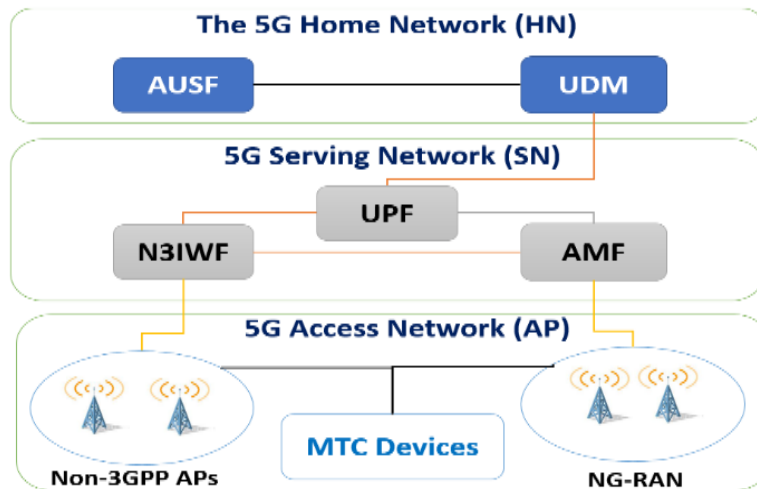 The 5G Home Network (HN)
AUSF
UDM
5G Serving Network (SN)
UPF
N3IWF
AMF
5G Access Network (AP)
MTC Devices
Non-3GPP APs
NG-RAN